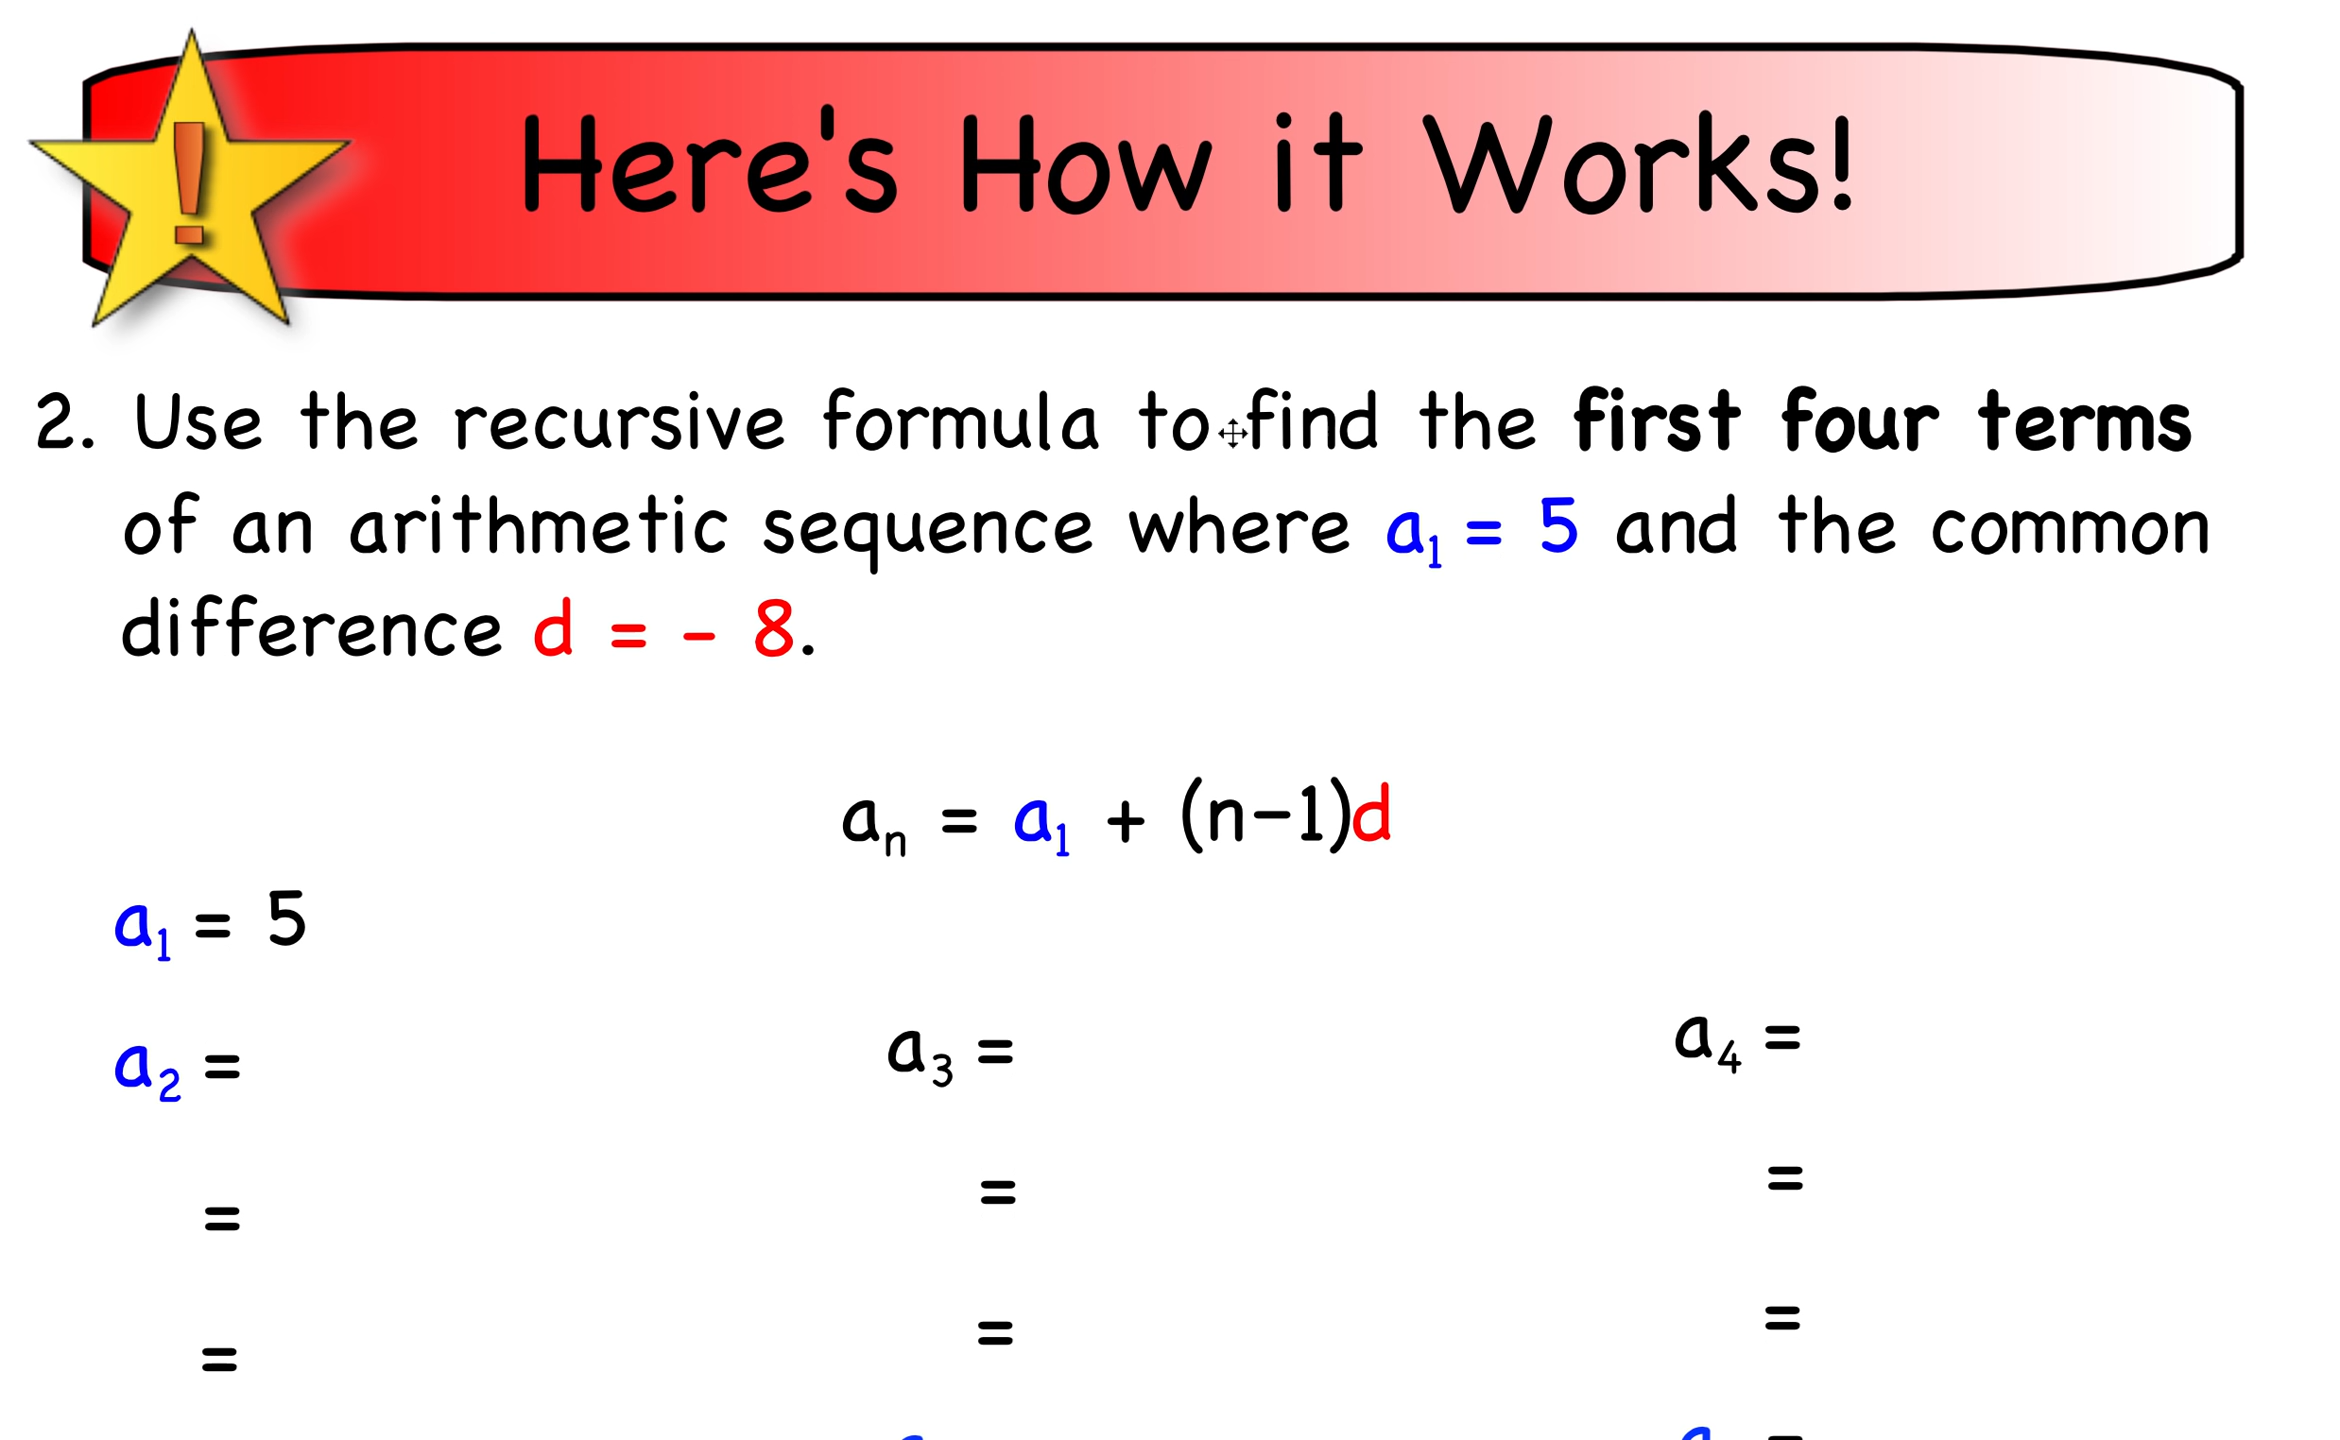 !
Here's How it Works!
2. Use the recursive formula to find the first four terms
of an arithmetic sequence where a₁ = 5 and the common
difference d = - 8.
aₙ = a₁ + (n-1)d
a₁ = 5
a₂ =
a₃ =
a₄ =
=
=
=
=
=
=
=